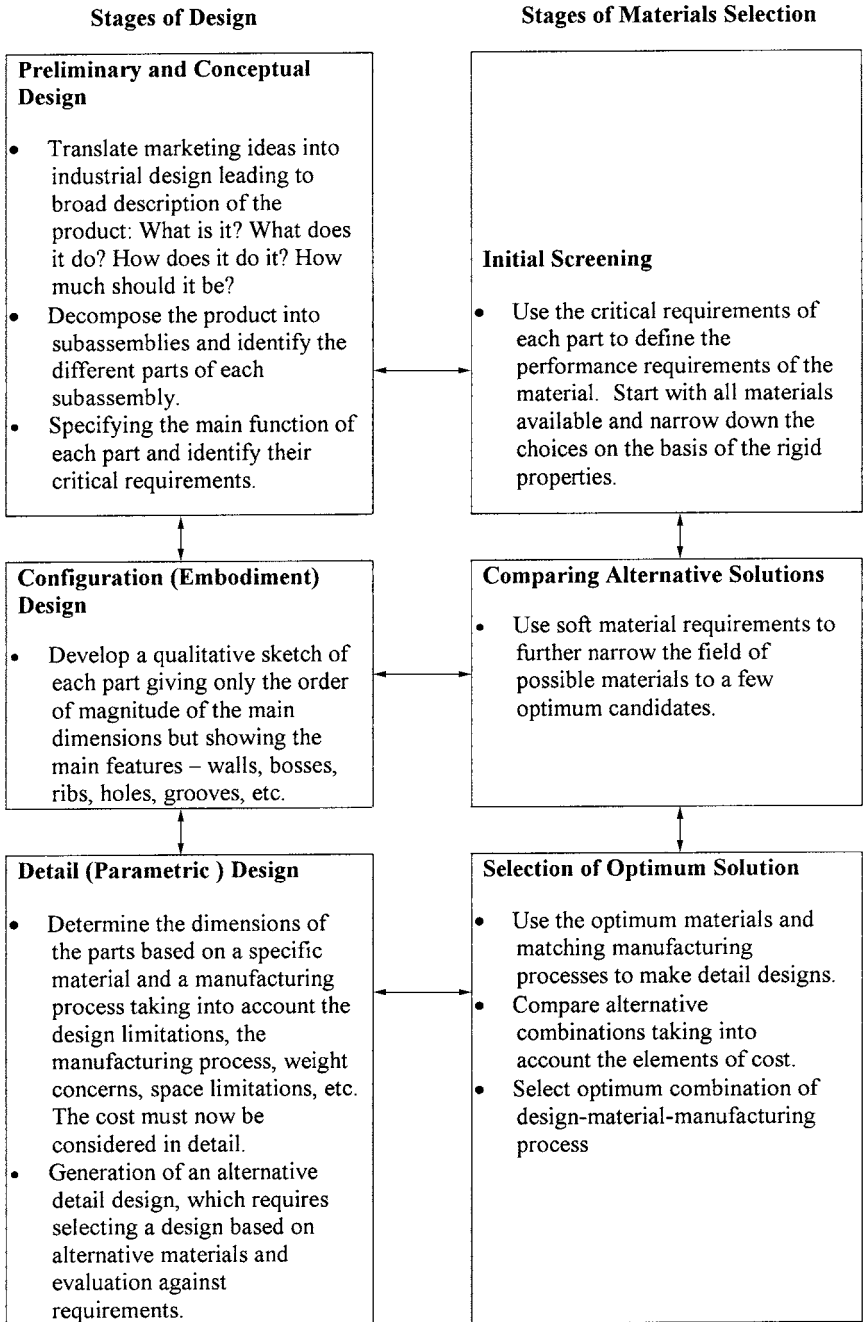 Stages of Design
Stages of Materials Selection
Preliminary and Conceptual
Design
• Translate marketing ideas into
industrial design leading to
broad description of the
product: What is it? What does
it do? How does it do it? How
much should it be?
• Decompose the product into
subassemblies and identify the
different parts of each
subassembly.
• Specifying the main function of
each part and identify their
critical requirements.
Initial Screening
• Use the critical requirements of
each part to define the
performance requirements of the
material. Start with all materials
available and narrow down the
choices on the basis of the rigid
properties.
Configuration (Embodiment)
Design
• Develop a qualitative sketch of
each part giving only the order
of magnitude of the main
dimensions but showing the
main features – walls, bosses,
ribs, holes, grooves, etc.
Comparing Alternative Solutions
• Use soft material requirements to
further narrow the field of
possible materials to a few
optimum candidates.
Detail (Parametric ) Design
• Determine the dimensions of
the parts based on a specific
material and a manufacturing
process taking into account the
design limitations, the
manufacturing process, weight
concerns, space limitations, etc.
The cost must now be
considered in detail.
• Generation of an alternative
detail design, which requires
selecting a design based on
alternative materials and
evaluation against
requirements.
Selection of Optimum Solution
• Use the optimum materials and
matching manufacturing
processes to make detail designs.
• Compare alternative
combinations taking into
account the elements of cost.
• Select optimum combination of
design-material-manufacturing
process